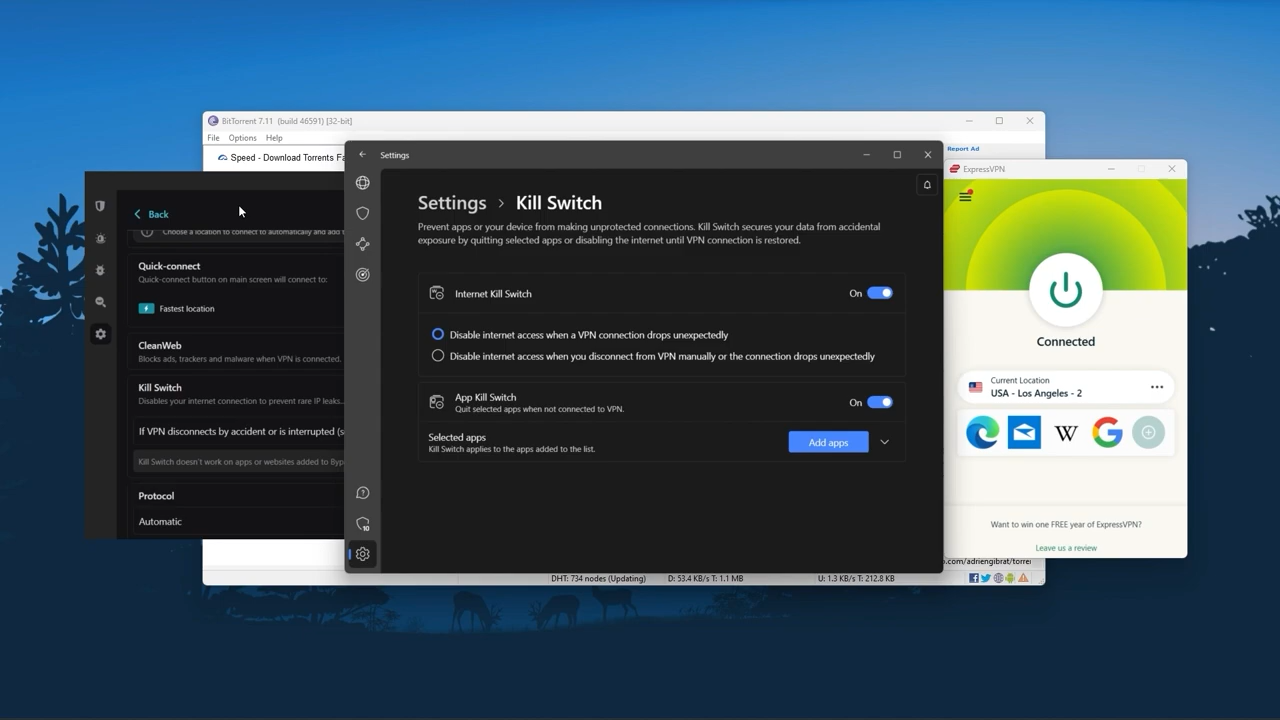 BitTorrent 7.11 (build 46591) [32-bit]
File Options Help
Speed - Download Torrents Fa
Report Ad
Back
Choose a location to connect to automatically and add t
Quick-connect
Quick-connect button on main screen will connect to:
Fastest location
CleanWeb
Blocks ads, trackers and malware when VPN is connected.
Kill Switch
Disables your internet connection to prevent rare IP leaks...
If VPN disconnects by accident or is interrupted (s
Kill Switch doesn't work on apps or websites added to Byp
Protocol
Automatic
Settings
Settings > Kill Switch
Prevent apps or your device from making unprotected connections. Kill Switch secures your data from accidental
exposure by quitting selected apps or disabling the internet until VPN connection is restored.
Internet Kill Switch
On
Disable internet access when a VPN connection drops unexpectedly
Disable internet access when you disconnect from VPN manually or the connection drops unexpectedly
App Kill Switch
Quit selected apps when not connected to VPN.
On
Selected apps
Kill Switch applies to the apps added to the list.
Add apps
10
ExpressVPN
Connected
Current Location
USA - Los Angeles - 2
W
G
Want to win one FREE year of ExpressVPN?
Leave us a review
.com/adriengibrat/torrei
DHT: 734 nodes (Updating)
D: 53.4 KB/s T: 1.1 MB
U: 1.3 KB/s T: 212.8 KB